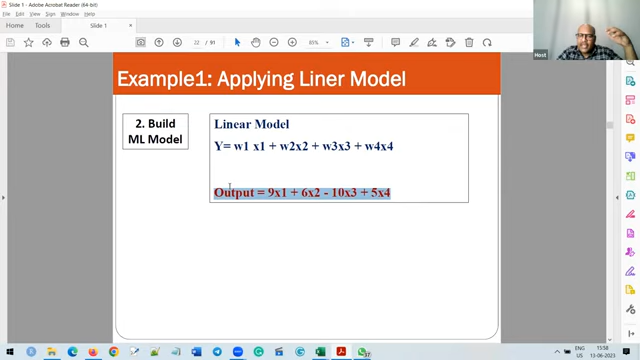 Slide 1 - Adobe Acrobat Reader (64-bit)
File Edit View Sign Window Help
Home Tools Slide 1 ×
22 / 91 85%
Host
Example1: Applying Liner Model
2. Build
ML Model
Linear Model
Y= w1 x1 + w2x2 + w3x3 + w4x4
Output = 9x1 + 6x2 - 10x3 + 5x4
37
ENG
IN
15:58
13-06-2023